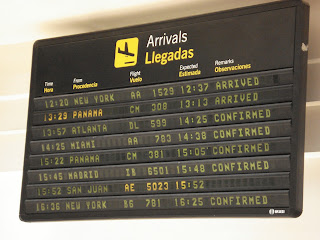 Arrivals
Llegadas
Time From Flight Expected Remarks
Hora Procedencia Vuelo Estimada Observaciones
12:20 NEW YORK AA 1529 12:37 ARRIVED
13:29 PANAMA CM 308 13:13 ARRIVED
13:57 ATLANTA DL 599 14:25 CONFIRMED
14:25 MIAMI AA 783 14:38 CONFIRMED
15:22 PANAMA CM 381 15:05 CONFIRMED
15:45 MADRID IB 6501 15:48 CONFIRMED
15:52 SAN JUAN AE 5023 15:52
16:36 NEW YORK BG 781 16:25 CONFIRMED